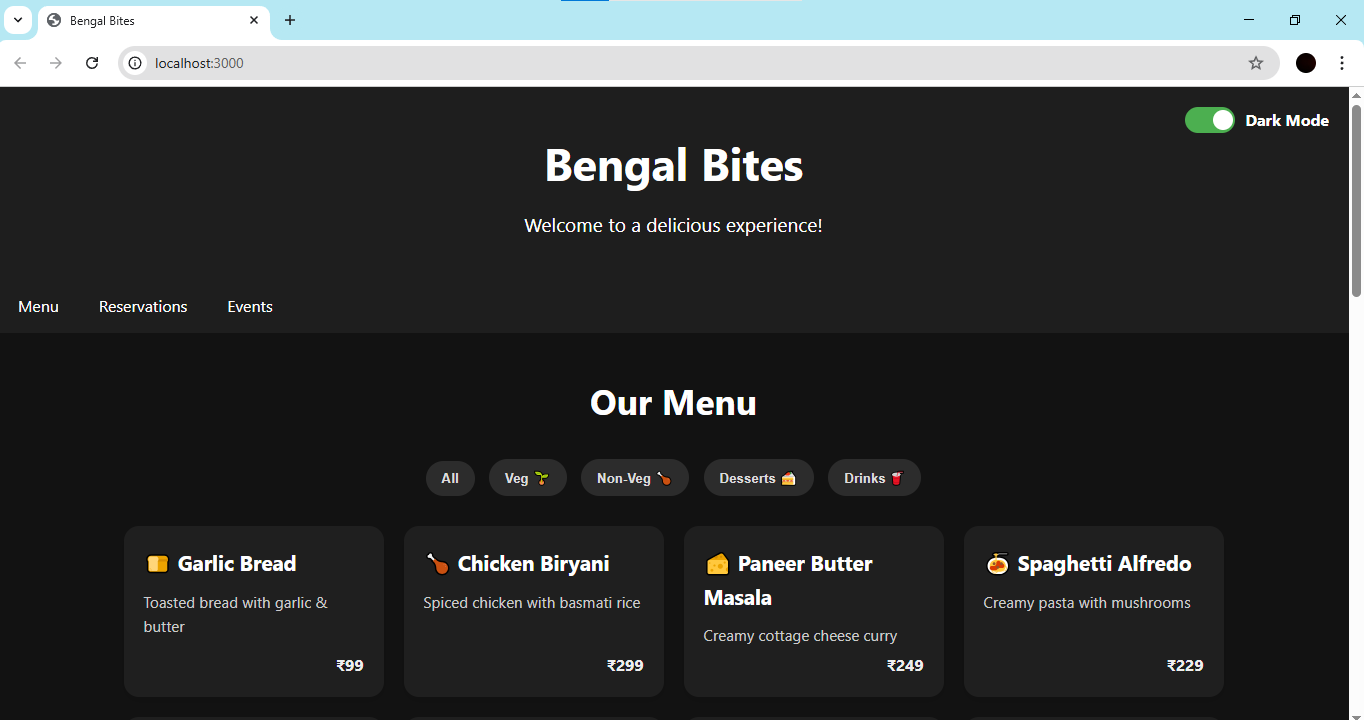 Bengal Bites
localhost:3000
Dark Mode
Bengal Bites
Welcome to a delicious experience!
Menu Reservations Events
Our Menu
All Veg 🌱 Non-Veg 🍗 Desserts 🍰 Drinks 🥤
🍞 Garlic Bread
Toasted bread with garlic &
butter
₹99
🍗 Chicken Biryani
Spiced chicken with basmati rice
₹299
🧀 Paneer Butter
Masala
Creamy cottage cheese curry
₹249
🍝 Spaghetti Alfredo
Creamy pasta with mushrooms
₹229